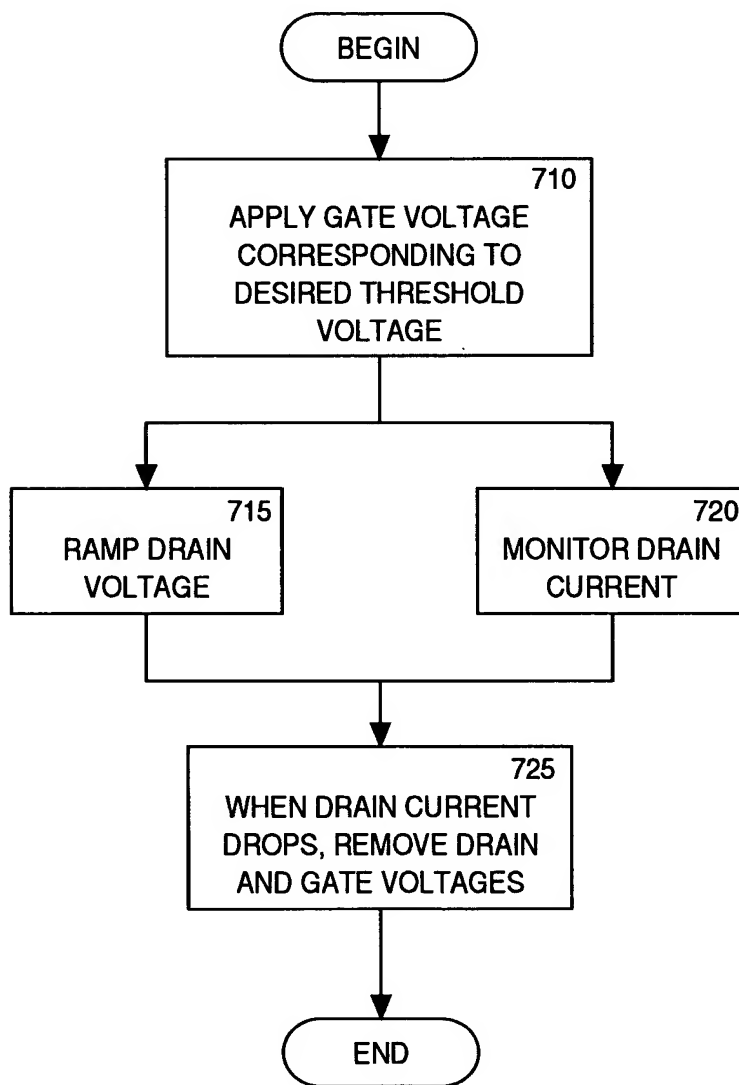 BEGIN
710
APPLY GATE VOLTAGE
CORRESPONDING TO
DESIRED THRESHOLD
VOLTAGE
715
RAMP DRAIN
VOLTAGE
720
MONITOR DRAIN
CURRENT
725
WHEN DRAIN CURRENT
DROPS, REMOVE DRAIN
AND GATE VOLTAGES
END